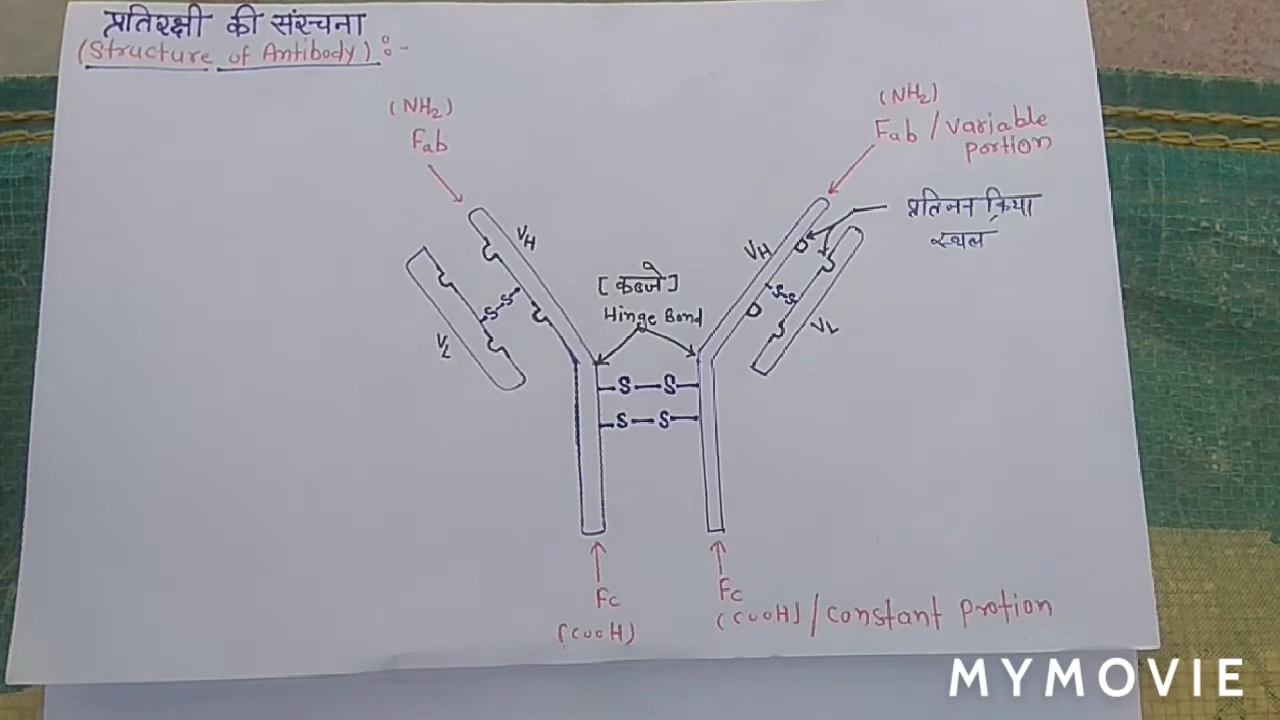 प्रतिरक्षी की संरचना
(Structure of Antibody) :-
(NH₂)
Fab
(NH₂)
Fab / variable
portion
प्रतिजन क्रिया
स्थल
VH
VH
[कब्जे]
Hinge Bond
S-S
S-S
VL
VL
S-S
S-S
Fc
(COOH)
Fc
(COOH) / constant protion
MYMOVIE